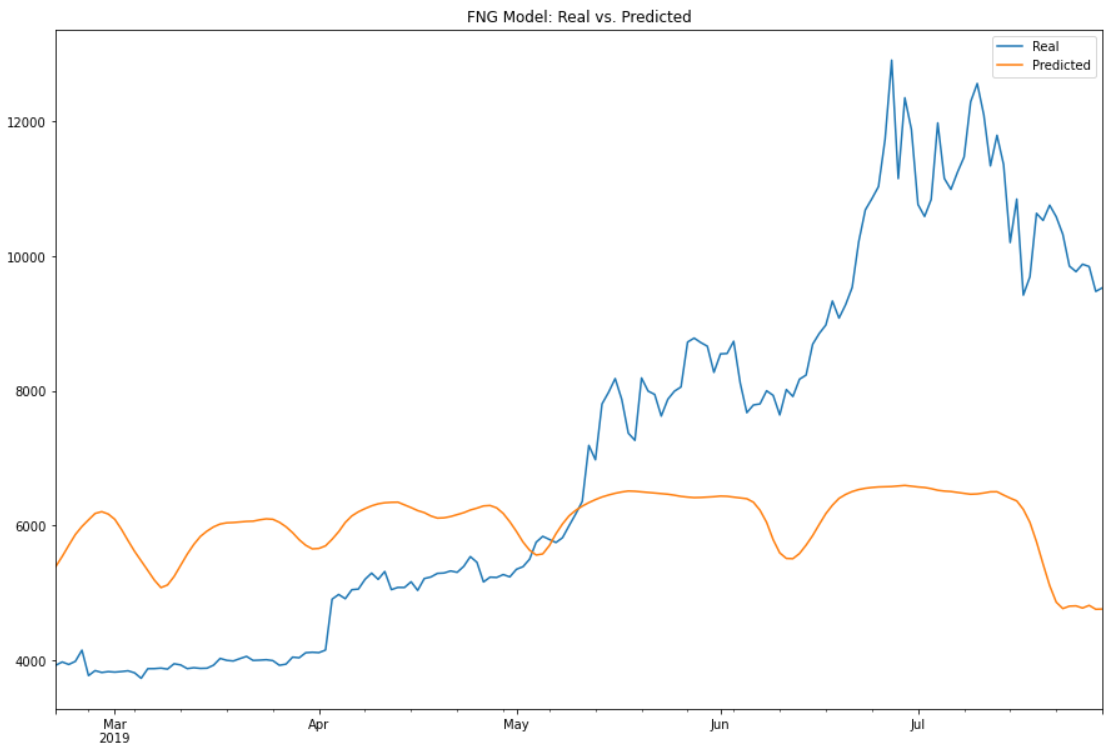 FNG Model: Real vs. Predicted
Real
Predicted
12000
10000
8000
6000
4000
Mar
2019
Apr
May
Jun
Jul